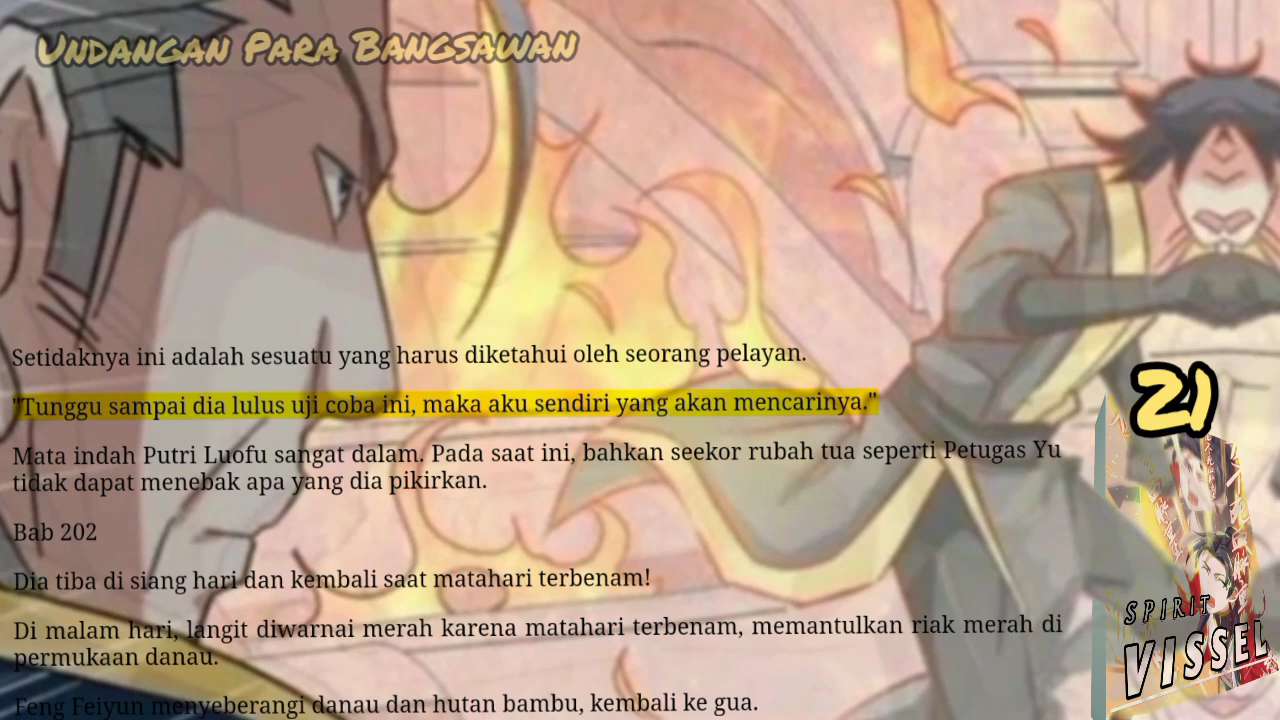 Undangan Para Bangsawan
Setidaknya ini adalah sesuatu yang harus diketahui oleh seorang pelayan.
"Tunggu sampai dia lulus uji coba ini, maka aku sendiri yang akan mencarinya."
Mata indah Putri Luofu sangat dalam. Pada saat ini, bahkan seekor rubah tua seperti Petugas Yu
tidak dapat menebak apa yang dia pikirkan.
Bab 202
Dia tiba di siang hari dan kembali saat matahari terbenam!
Di malam hari, langit diwarnai merah karena matahari terbenam, memantulkan riak merah di
permukaan danau.
Feng Feiyun menyeberangi danau dan hutan bambu, kembali ke gua.
21
SPIRIT
VISSEL